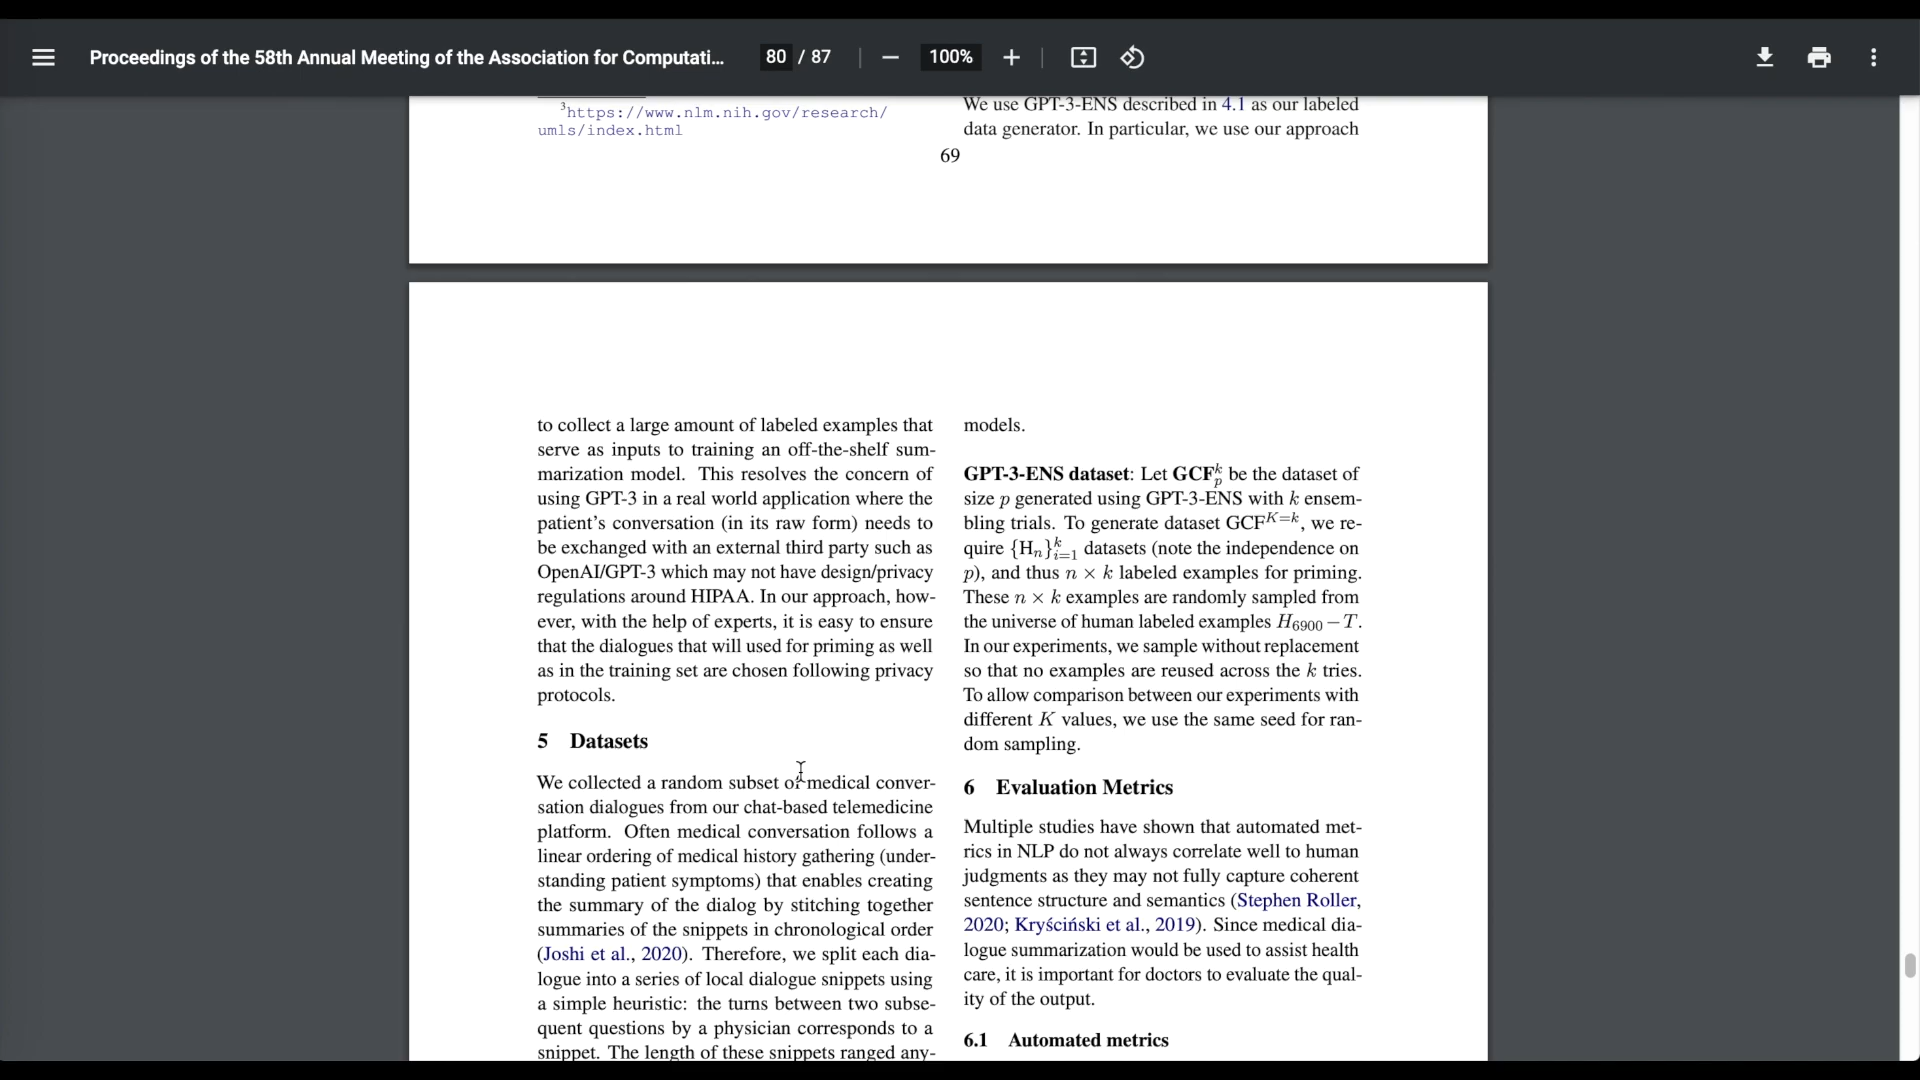 Proceedings of the 58th Annual Meeting of the Association for Computati...
80 / 87
100%
3https://www.nlm.nih.gov/research/
umls/index.html
We use GPT-3-ENS described in 4.1 as our labeled
data generator. In particular, we use our approach
69
to collect a large amount of labeled examples that
serve as inputs to training an off-the-shelf sum-
marization model. This resolves the concern of
using GPT-3 in a real world application where the
patient's conversation (in its raw form) needs to
be exchanged with an external third party such as
OpenAI/GPT-3 which may not have design/privacy
regulations around HIPAA. In our approach, how-
ever, with the help of experts, it is easy to ensure
that the dialogues that will used for priming as well
as in the training set are chosen following privacy
protocols.
5 Datasets
We collected a random subset of medical conver-
sation dialogues from our chat-based telemedicine
platform. Often medical conversation follows a
linear ordering of medical history gathering (under-
standing patient symptoms) that enables creating
the summary of the dialog by stitching together
summaries of the snippets in chronological order
(Joshi et al., 2020). Therefore, we split each dia-
logue into a series of local dialogue snippets using
a simple heuristic: the turns between two subse-
quent questions by a physician corresponds to a
snippet. The length of these snippets ranged any-
models.
GPT-3-ENS dataset: Let GCF^k_p be the dataset of
size p generated using GPT-3-ENS with k ensem-
bling trials. To generate dataset GCF^{K=k}, we re-
quire {H_n}^k_{i=1} datasets (note the independence on
p), and thus n × k labeled examples for priming.
These n × k examples are randomly sampled from
the universe of human labeled examples H_{6900} − T.
In our experiments, we sample without replacement
so that no examples are reused across the k tries.
To allow comparison between our experiments with
different K values, we use the same seed for ran-
dom sampling.
6 Evaluation Metrics
Multiple studies have shown that automated met-
rics in NLP do not always correlate well to human
judgments as they may not fully capture coherent
sentence structure and semantics (Stephen Roller,
2020; Kryściński et al., 2019). Since medical dia-
logue summarization would be used to assist health
care, it is important for doctors to evaluate the qual-
ity of the output.
6.1 Automated metrics